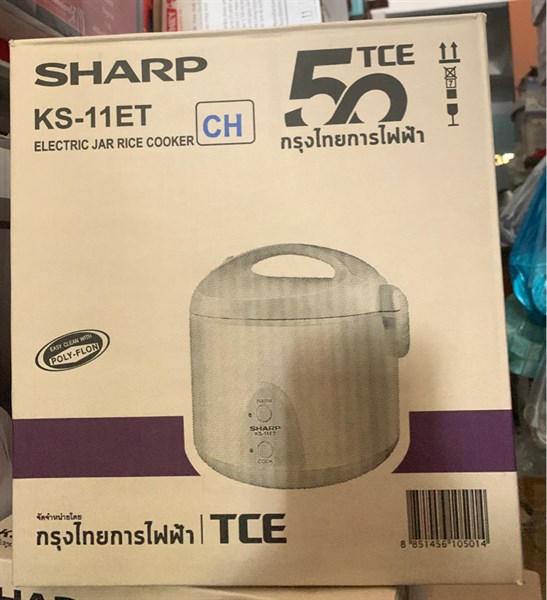 SHARP
KS-11ET
CH
ELECTRIC JAR RICE COOKER
50 TCE
กรุงไทยการไฟฟ้า
7
EASY CLEAN WITH
POLY-FLON
WARM
SHARP
KS-11ET
COOK
จัดจำหน่ายโดย
กรุงไทยการไฟฟ้า | TCE
8 851456 105014